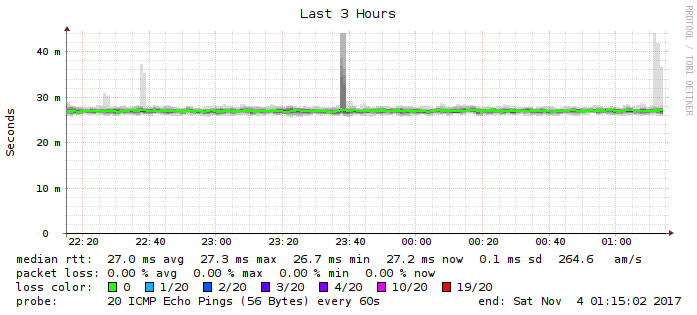 Last 3 Hours
RRDTOOL / TOBI OETIKER
Seconds
40 m
30 m
20 m
10 m
0
22:20 22:40 23:00 23:20 23:40 00:00 00:20 00:40 01:00
median rtt: 27.0 ms avg 27.3 ms max 26.7 ms min 27.2 ms now 0.1 ms sd 264.6 am/s
packet loss: 0.00 % avg 0.00 % max 0.00 % min 0.00 % now
loss color: 0 1/20 2/20 3/20 4/20 10/20 19/20
probe: 20 ICMP Echo Pings (56 Bytes) every 60s end: Sat Nov 4 01:15:02 2017